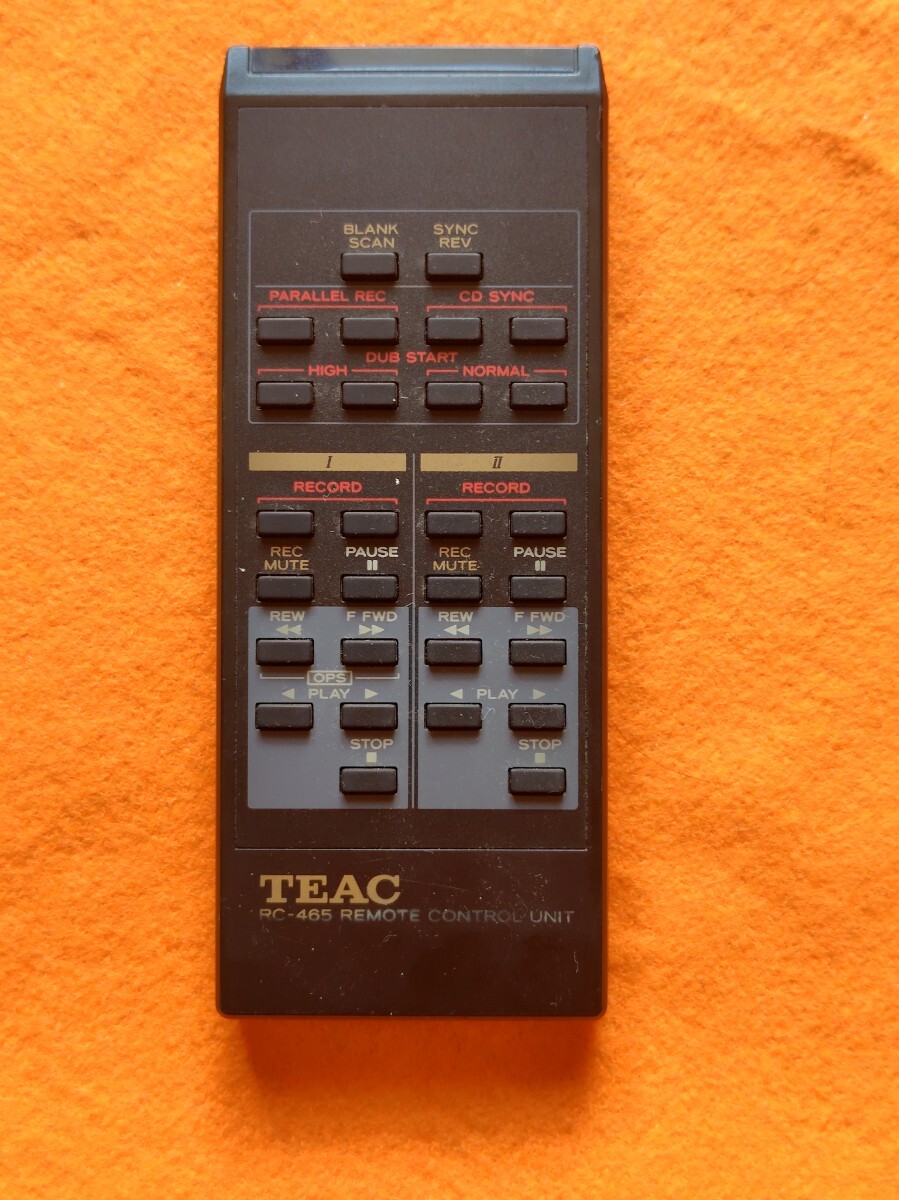 BLANK SCAN SYNC REV
PARALLEL REC CD SYNC
DUB START
HIGH NORMAL
I II
RECORD RECORD
REC MUTE PAUSE REC MUTE PAUSE
REW F FWD REW F FWD
OPS
PLAY PLAY
STOP STOP
TEAC
RC-465 REMOTE CONTROL UNIT